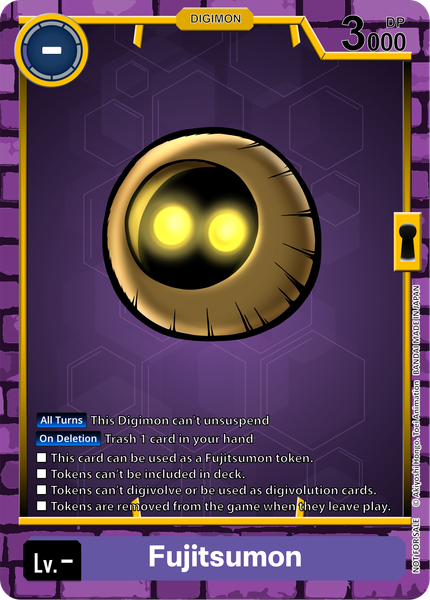 DIGIMON
-
DP
3000
All Turns This Digimon can't unsuspend
On Deletion Trash 1 card in your hand
This card can be used as a Fujitsumon token.
Tokens can't be included in deck.
Tokens can't digivolve or be used as digivolution cards.
Tokens are removed from the game when they leave play.
NOT FOR SALE © Akiyoshi Hongo, Toei Animation BANDAI MADE IN JAPAN
Lv.-
Fujitsumon